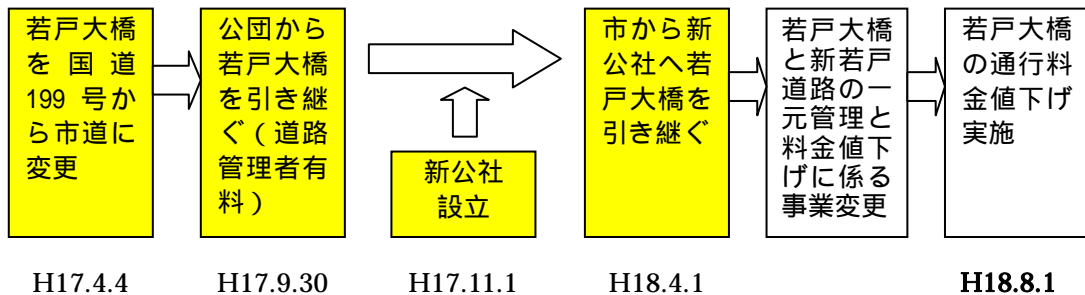 若戸大橋
を国道
199 号か
ら市道に
変更
公団から
若戸大橋
を引き継
ぐ（道路
管理者有
料）
新公社
設立
市から新
公社へ若
戸大橋を
引き継ぐ
若戸大橋
と新若戸
道路の一
元管理と
料金値下
げに係る
事業変更
若戸大橋
の通行料
金値下げ
実施
H17.4.4
H17.9.30
H17.11.1
H18.4.1
H18.8.1